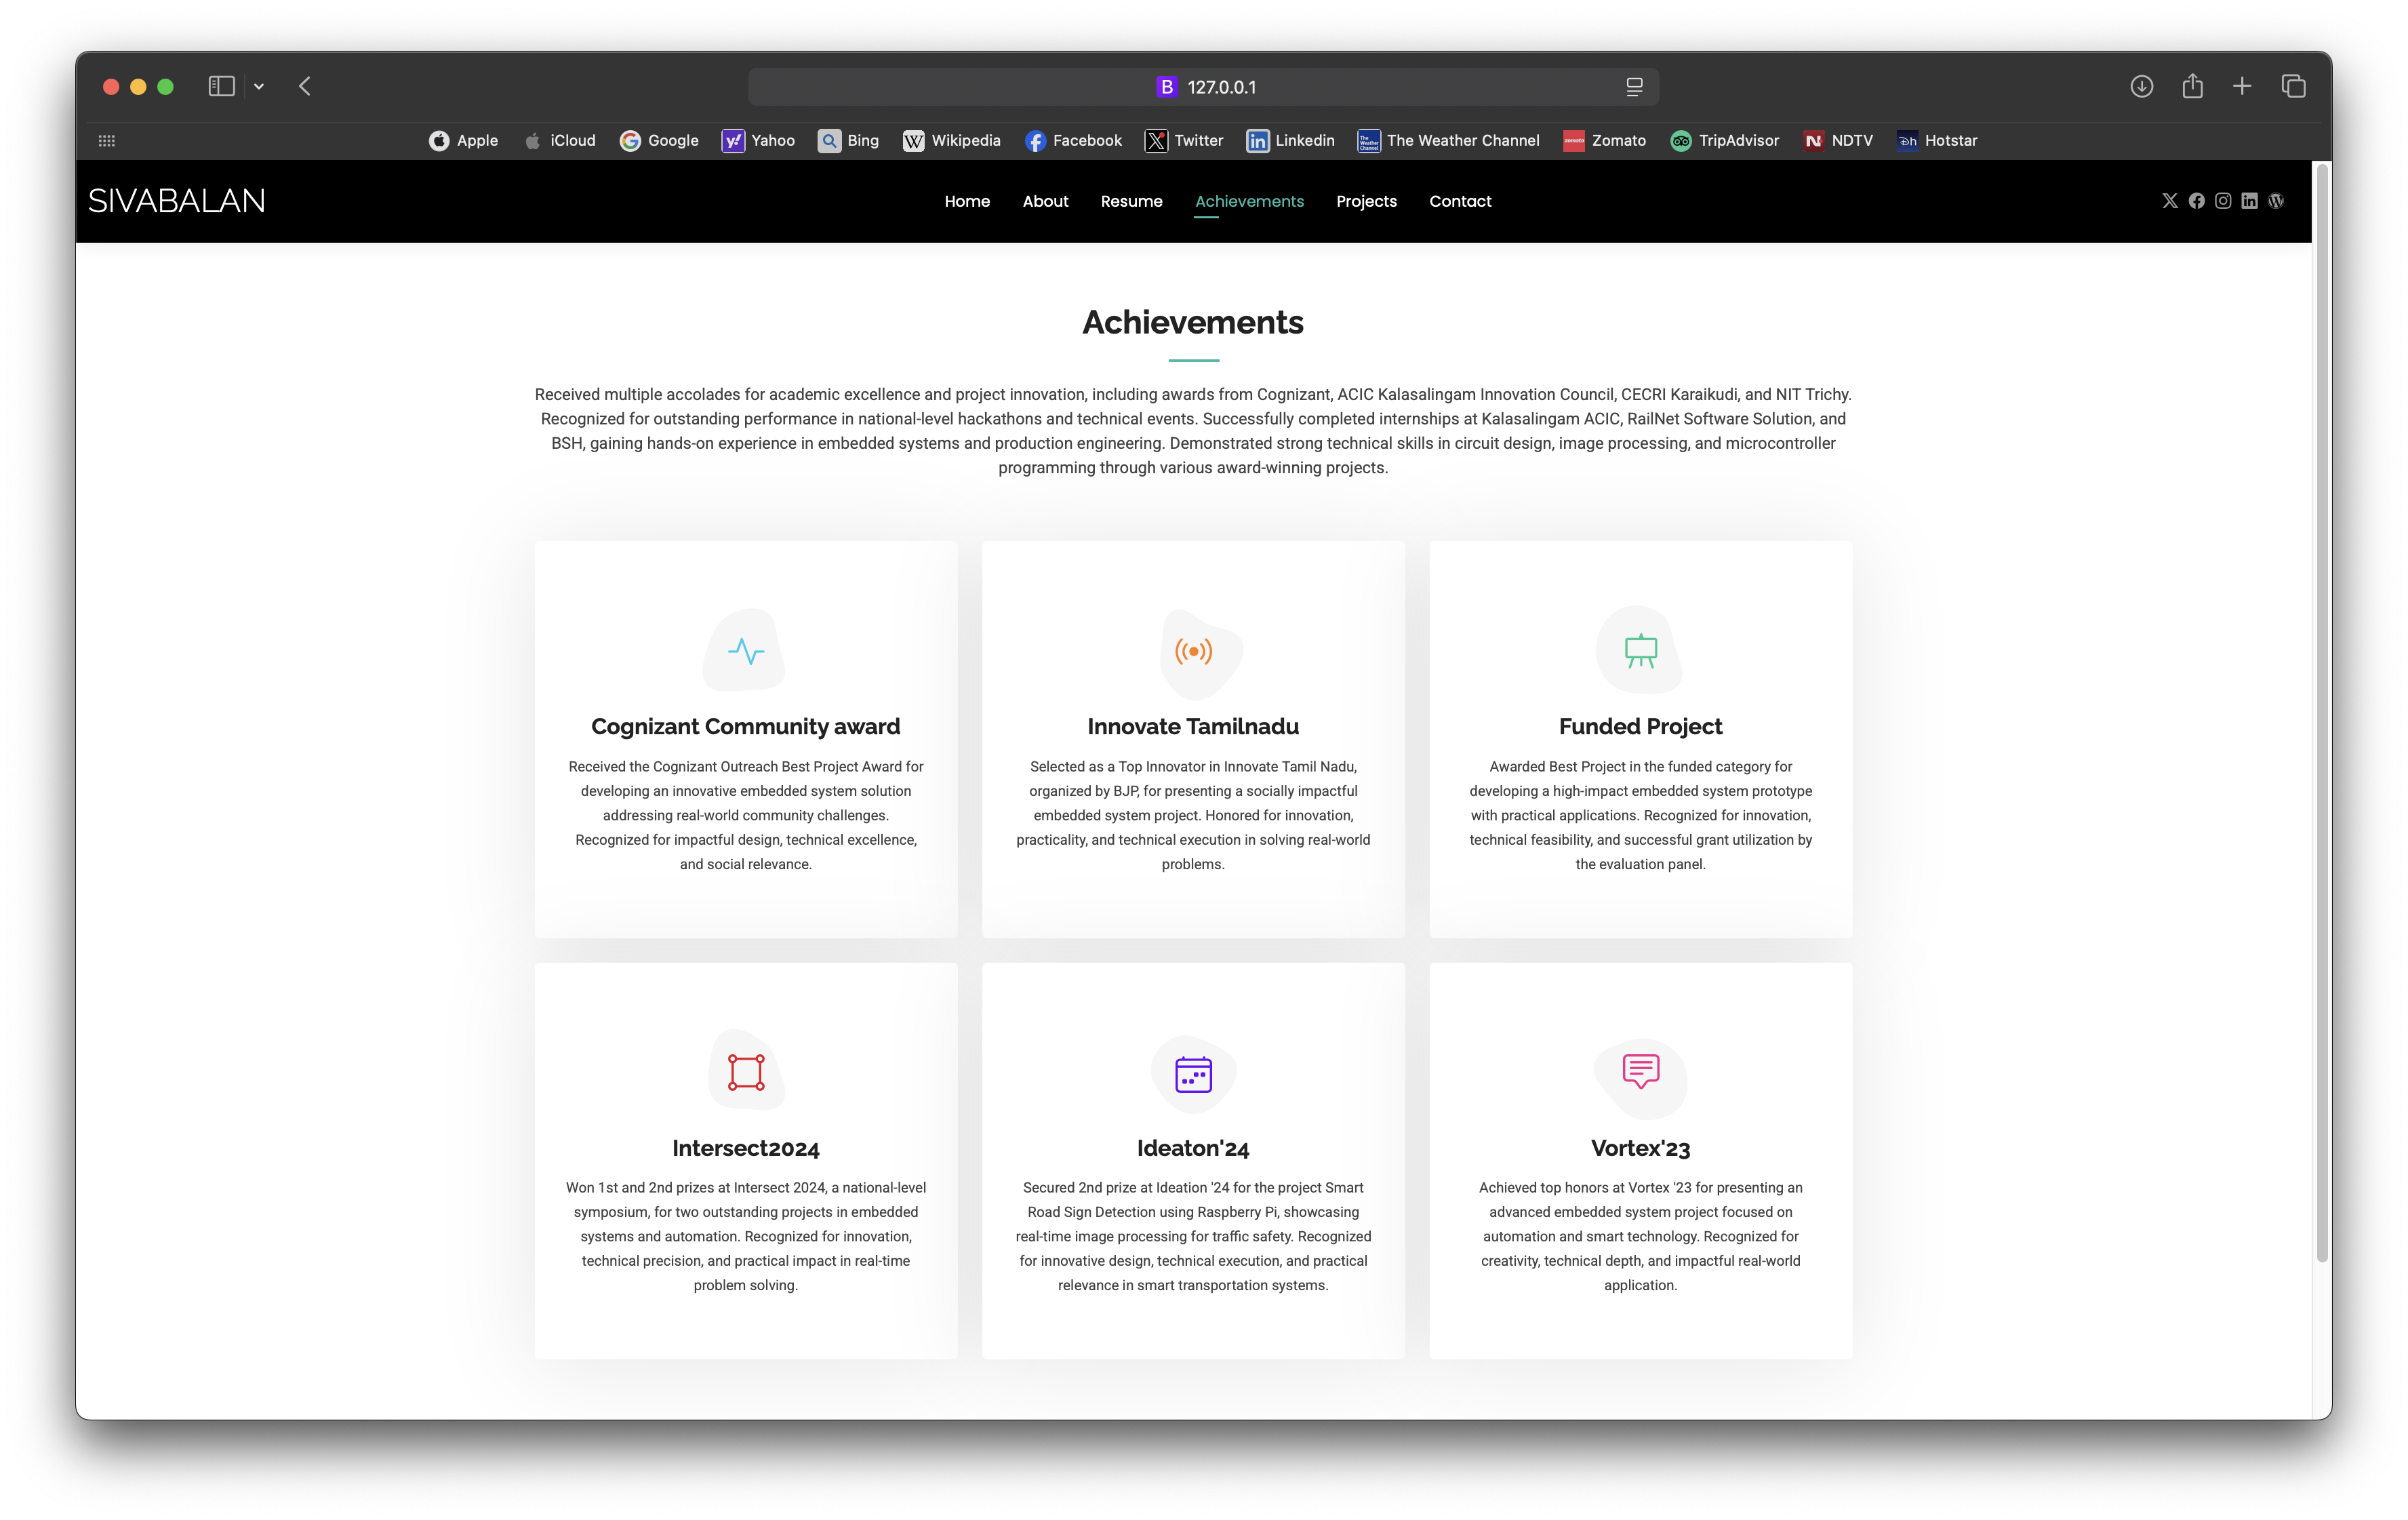 127.0.0.1
Apple iCloud Google Yahoo Bing Wikipedia Facebook Twitter Linkedin The Weather Channel Zomato TripAdvisor NDTV Hotstar
SIVABALAN
Home About Resume Achievements Projects Contact
Achievements
Received multiple accolades for academic excellence and project innovation, including awards from Cognizant, ACIC Kalasalingam Innovation Council, CECRI Karaikudi, and NIT Trichy.
Recognized for outstanding performance in national-level hackathons and technical events. Successfully completed internships at Kalasalingam ACIC, RailNet Software Solution, and
BSH, gaining hands-on experience in embedded systems and production engineering. Demonstrated strong technical skills in circuit design, image processing, and microcontroller
programming through various award-winning projects.
Cognizant Community award
Received the Cognizant Outreach Best Project Award for
developing an innovative embedded system solution
addressing real-world community challenges.
Recognized for impactful design, technical excellence,
and social relevance.
Innovate Tamilnadu
Selected as a Top Innovator in Innovate Tamil Nadu,
organized by BJP, for presenting a socially impactful
embedded system project. Honored for innovation,
practicality, and technical execution in solving real-world
problems.
Funded Project
Awarded Best Project in the funded category for
developing a high-impact embedded system prototype
with practical applications. Recognized for innovation,
technical feasibility, and successful grant utilization by
the evaluation panel.
Intersect2024
Won 1st and 2nd prizes at Intersect 2024, a national-level
symposium, for two outstanding projects in embedded
systems and automation. Recognized for innovation,
technical precision, and practical impact in real-time
problem solving.
Ideaton'24
Secured 2nd prize at Ideation '24 for the project Smart
Road Sign Detection using Raspberry Pi, showcasing
real-time image processing for traffic safety. Recognized
for innovative design, technical execution, and practical
relevance in smart transportation systems.
Vortex'23
Achieved top honors at Vortex '23 for presenting an
advanced embedded system project focused on
automation and smart technology. Recognized for
creativity, technical depth, and impactful real-world
application.